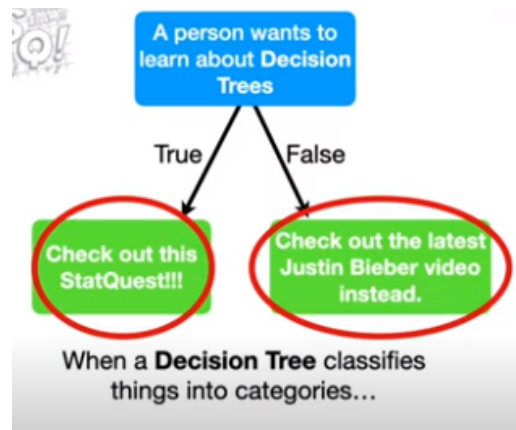 A person wants to
learn about Decision
Trees
True
False
Check out this
StatQuest!!!
Check out the latest
Justin Bieber video
instead.
When a Decision Tree classifies
things into categories…